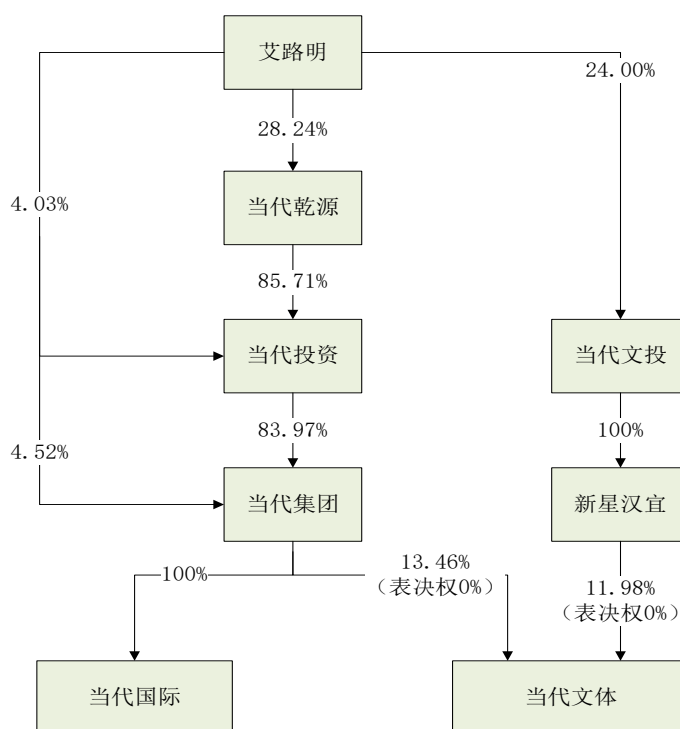 艾路明
24.00%
28.24%
4.03%
当代乾源
85.71%
当代投资
当代文投
83.97%
100%
4.52%
当代集团
新星汉宜
100%
13.46%
（表决权0%）
11.98%
（表决权0%）
当代国际
当代文体